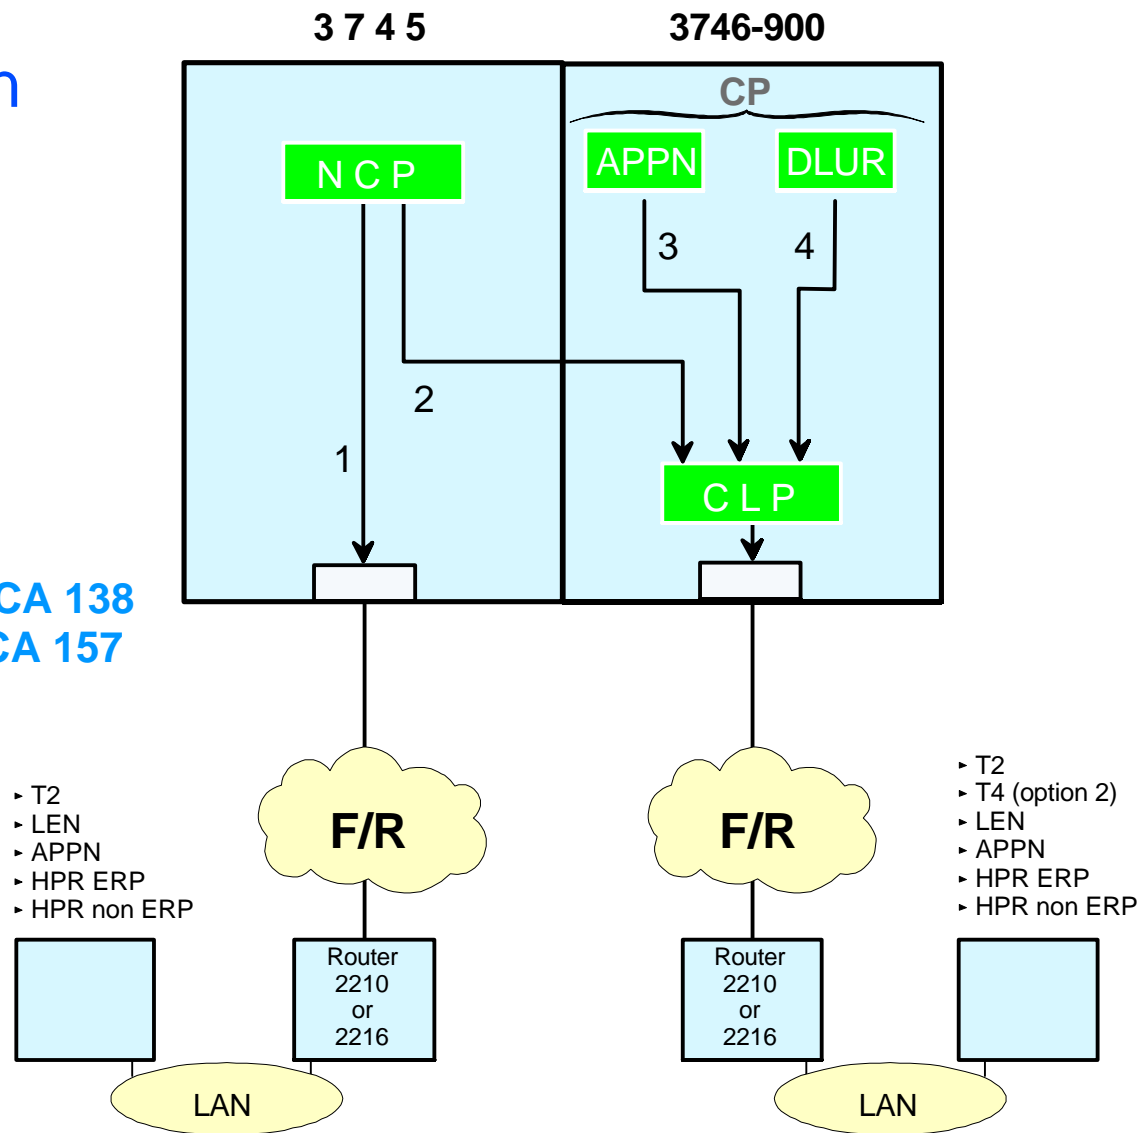 3 7 4 5
3746-900
n
CP
N C P
APPN
DLUR
3
4
2
1
C L P
CA 138
CA 157
► T2
► LEN
► APPN
► HPR ERP
► HPR non ERP
F/R
F/R
► T2
► T4 (option 2)
► LEN
► APPN
► HPR ERP
► HPR non ERP
Router
2210
or
2216
Router
2210
or
2216
LAN
LAN